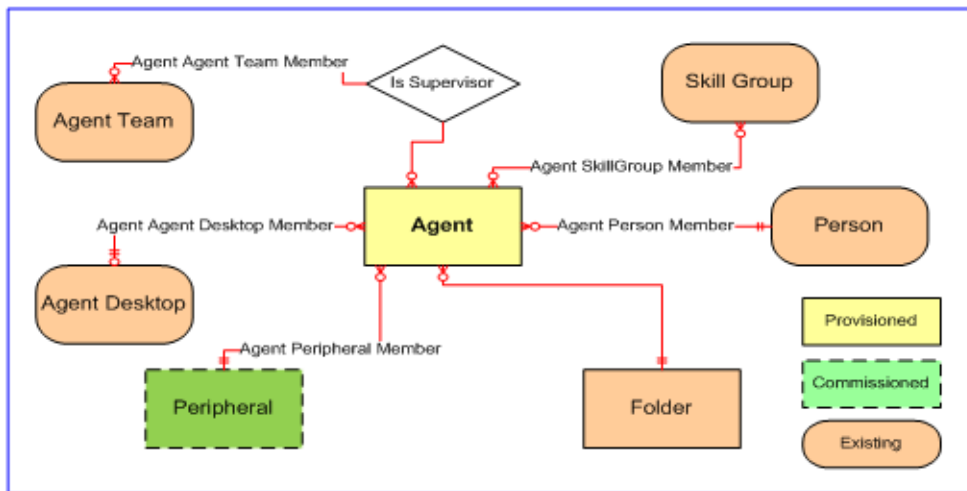 Agent Agent Team Member
Is Supervisor
Skill Group
Agent Team
Agent SkillGroup Member
Agent Agent Desktop Member
Agent
Agent Person Member
Person
Agent Desktop
Provisioned
Agent Peripheral Member
Commissioned
Peripheral
Folder
Existing